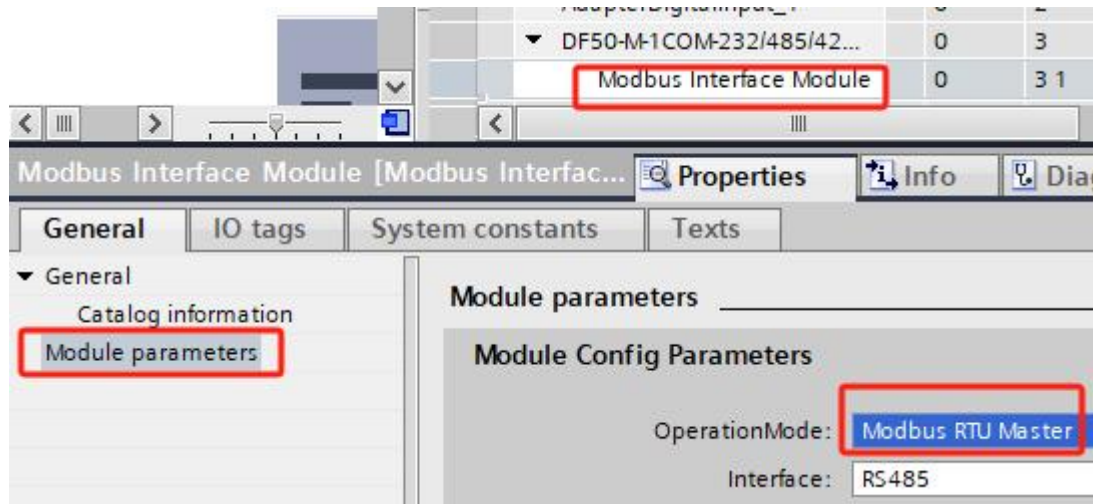 DF50-M-1COM-232/485/42... 0 3
Modbus Interface Module 0 3 1
Modbus Interface Module [Modbus Interfac... Properties Info Diag
General IO tags System constants Texts
General
Catalog information
Module parameters
Module parameters
Module Config Parameters
OperationMode: Modbus RTU Master
Interface: RS485